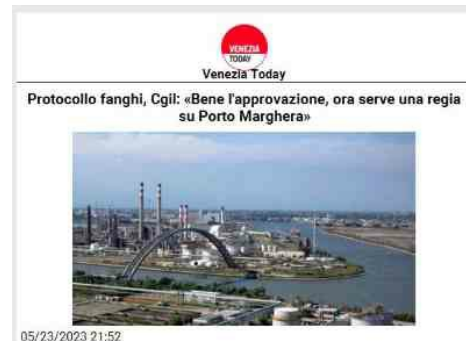 VENEZIA
TODAY
Venezia Today
Protocollo fanghi, Cgil: «Bene l'approvazione, ora serve una regia
su Porto Marghera»
05/23/2023 21:52